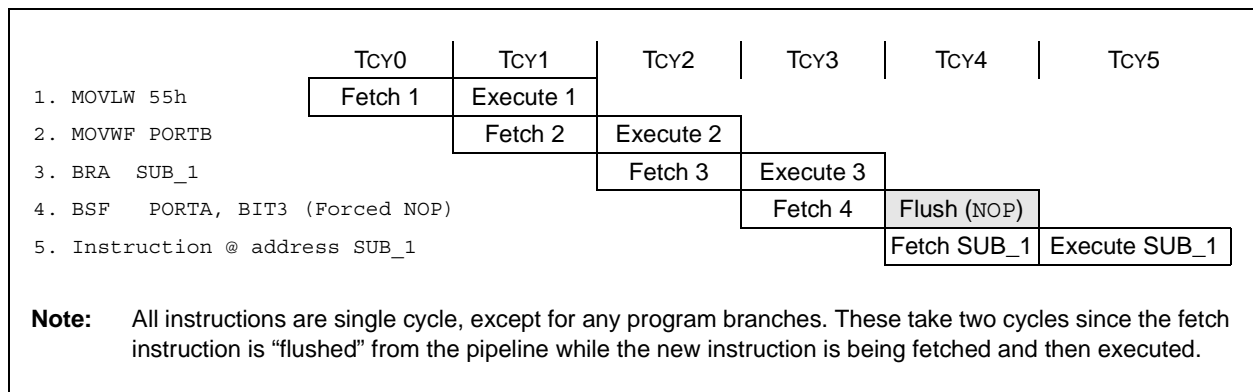 TCY0 TCY1 TCY2 TCY3 TCY4 TCY5
1. MOVLW 55h Fetch 1 Execute 1
2. MOVWF PORTB Fetch 2 Execute 2
3. BRA SUB_1 Fetch 3 Execute 3
4. BSF PORTA, BIT3 (Forced NOP) Fetch 4 Flush (NOP)
5. Instruction @ address SUB_1 Fetch SUB_1 Execute SUB_1
Note: All instructions are single cycle, except for any program branches. These take two cycles since the fetch
instruction is “flushed” from the pipeline while the new instruction is being fetched and then executed.